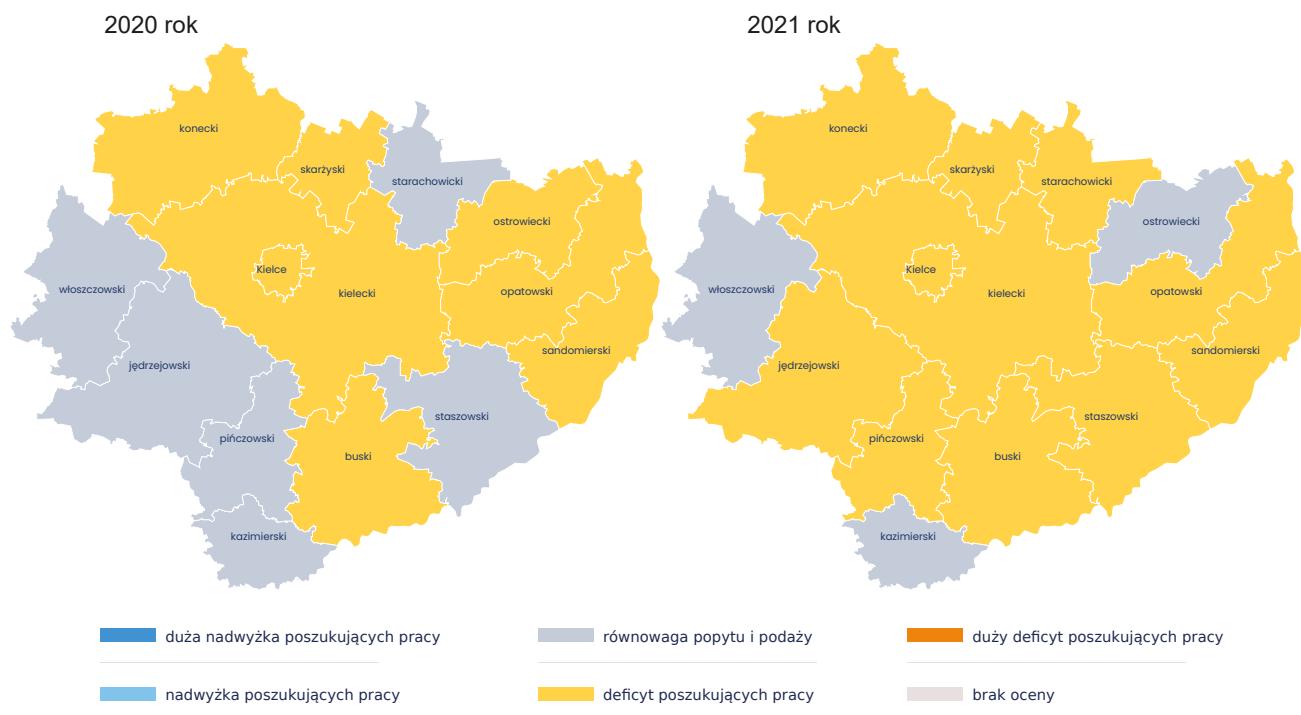 2020 rok
2021 rok
konecki
skarżyski
starachowicki
ostrowiecki
Kielce
włoszczowski
kielecki
opatowski
sandomierski
jędrzejowski
staszowski
pińczowski
buski
kazimierski
konecki
skarżyski
starachowicki
ostrowiecki
Kielce
włoszczowski
kielecki
opatowski
sandomierski
jędrzejowski
staszowski
pińczowski
buski
kazimierski
duża nadwyżka poszukujących pracy
równowaga popytu i podaży
duży deficyt poszukujących pracy
nadwyżka poszukujących pracy
deficyt poszukujących pracy
brak oceny